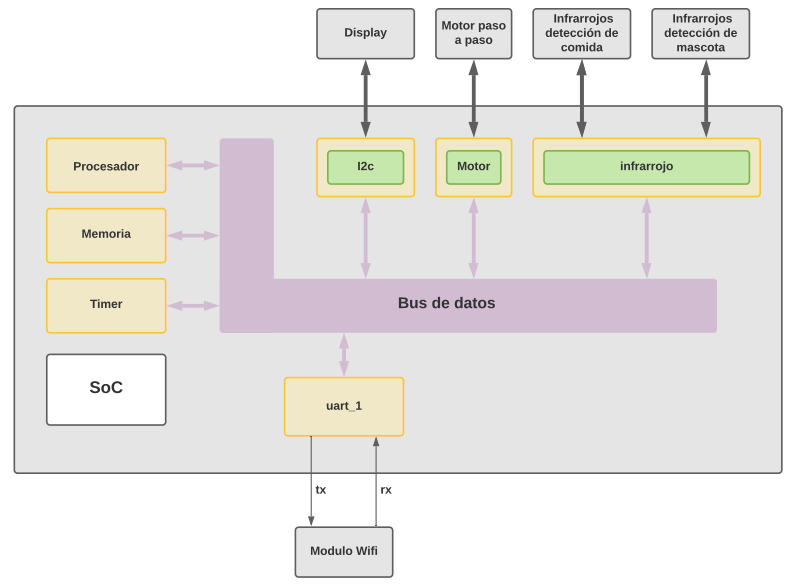 Display
Motor paso
a paso
Infrarrojos
detección de
comida
Infrarrojos
detección de
mascota
Procesador
I2c
Motor
infrarrojo
Memoria
Timer
Bus de datos
SoC
uart_1
tx
rx
Modulo Wifi